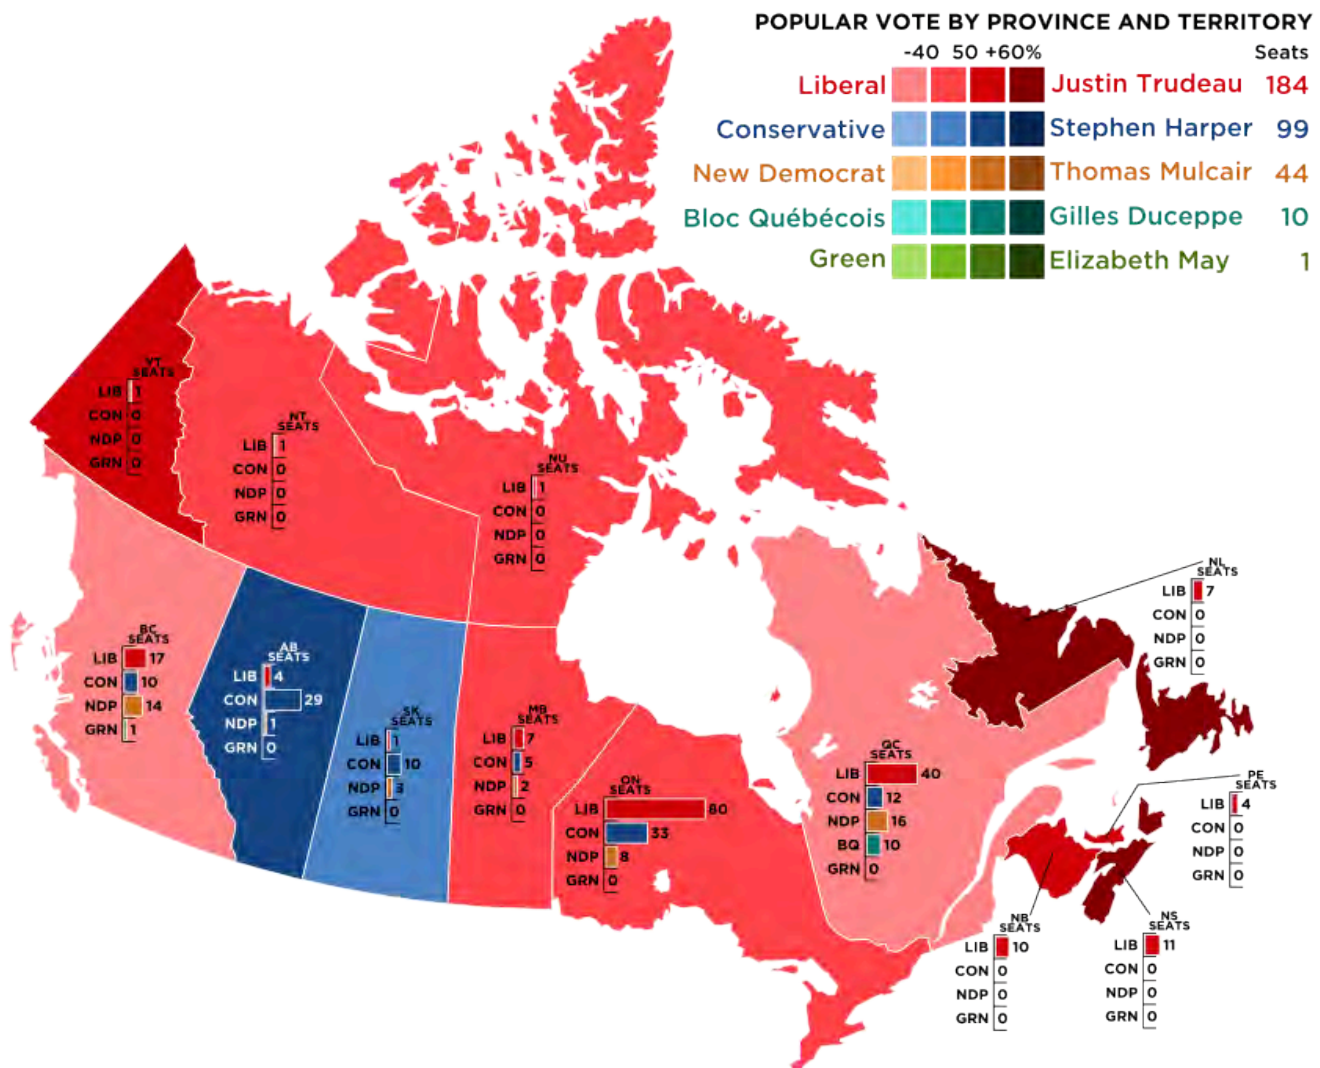 POPULAR VOTE BY PROVINCE AND TERRITORY
-40 50 +60% Seats
Liberal Justin Trudeau 184
Conservative Stephen Harper 99
New Democrat Thomas Mulcair 44
Bloc Québécois Gilles Duceppe 10
Green Elizabeth May 1
YT
SEATS
LIB 1
CON 0
NDP 0
GRN 0
NT
SEATS
LIB 1
CON 0
NDP 0
GRN 0
NU
SEATS
LIB 1
CON 0
NDP 0
GRN 0
NL
SEATS
LIB 7
CON 0
NDP 0
GRN 0
BC
SEATS
LIB 17
CON 10
NDP 14
GRN 1
AB
SEATS
LIB 4
CON 29
NDP 1
GRN 0
SK
SEATS
LIB 1
CON 10
NDP 3
GRN 0
MB
SEATS
LIB 7
CON 5
NDP 2
GRN 0
ON
SEATS
LIB 80
CON 33
NDP 8
GRN 0
QC
SEATS
LIB 40
CON 12
NDP 16
BQ 10
GRN 0
PE
SEATS
LIB 4
CON 0
NDP 0
GRN 0
NB
SEATS
LIB 10
CON 0
NDP 0
GRN 0
NS
SEATS
LIB 11
CON 0
NDP 0
GRN 0